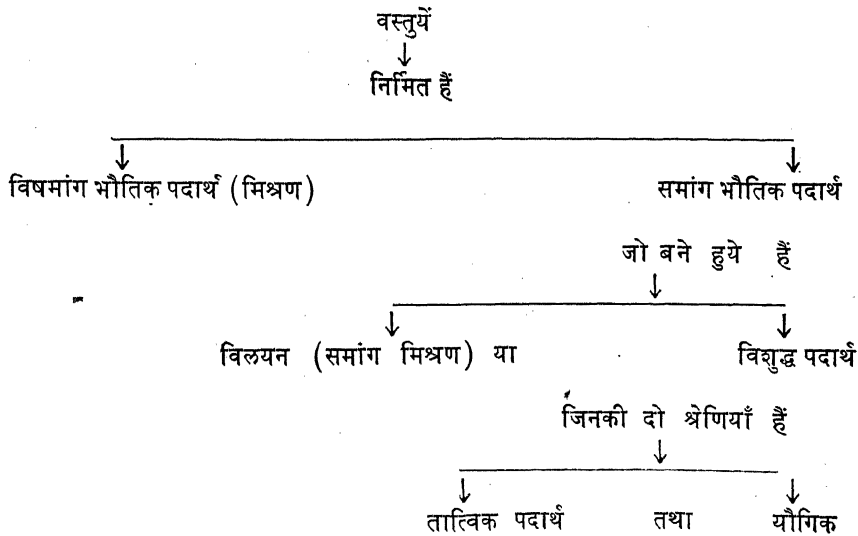 वस्तुयें
निर्मित हैं
विषमांग भौतिक पदार्थ (मिश्रण) समांग भौतिक पदार्थ
जो बने हुये हैं
विलयन (समांग मिश्रण) या विशुद्ध पदार्थ
जिनकी दो श्रेणियाँ हैं
तात्विक पदार्थ तथा यौगिक